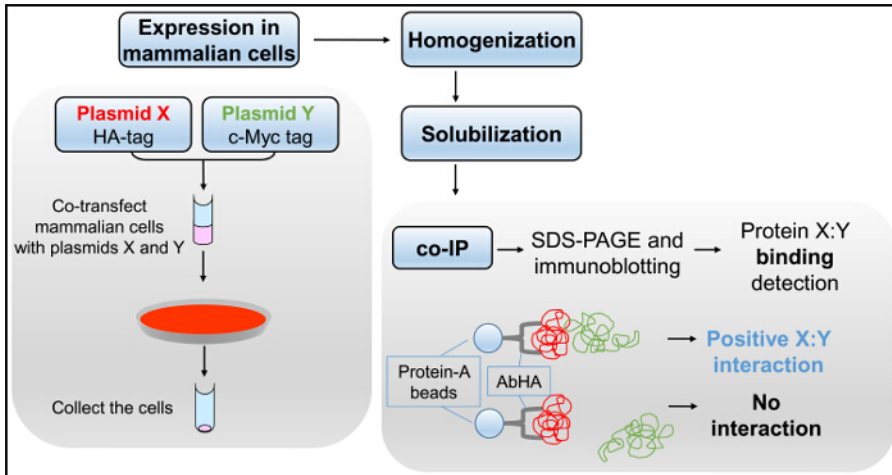 Expression in
mammalian cells
Homogenization
Plasmid X
HA-tag
Plasmid Y
c-Myc tag
Solubilization
Co-transfect
mammalian cells
with plasmids X and Y
Collect the cells
co-IP
SDS-PAGE and
immunoblotting
Protein X:Y
binding
detection
Protein-A
beads
AbHA
Positive X:Y
interaction
No
interaction